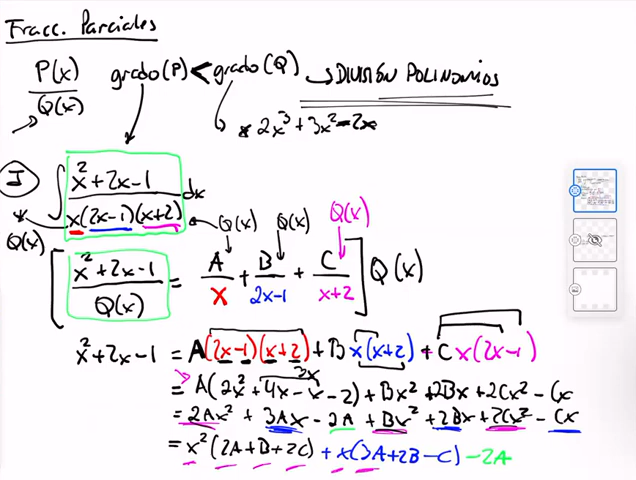 Fracc. Parciales
P(x)/Q(x) grado(P) < grado(Q) → DIVISIÓN POLINOMIOS
* 2x³ + 3x² - 2x
I ∫ x² + 2x - 1 / x(2x-1)(x+2) dx
Q(x) Q(x) Q(x) Q(x)
[ x² + 2x - 1 / Q(x) = A/x + B/2x-1 + C/x+2 ] Q(x)
x² + 2x - 1 = A(2x-1)(x+2) + Bx(x+2) + Cx(2x-1)
3x
= A(2x² + 4x - x - 2) + Bx² + 2Bx + 2Cx² - Cx
= 2Ax² + 3Ax - 2A + Bx² + 2Bx + 2Cx² - Cx
= x²(2A + B + 2C) + x(3A + 2B - C) - 2A